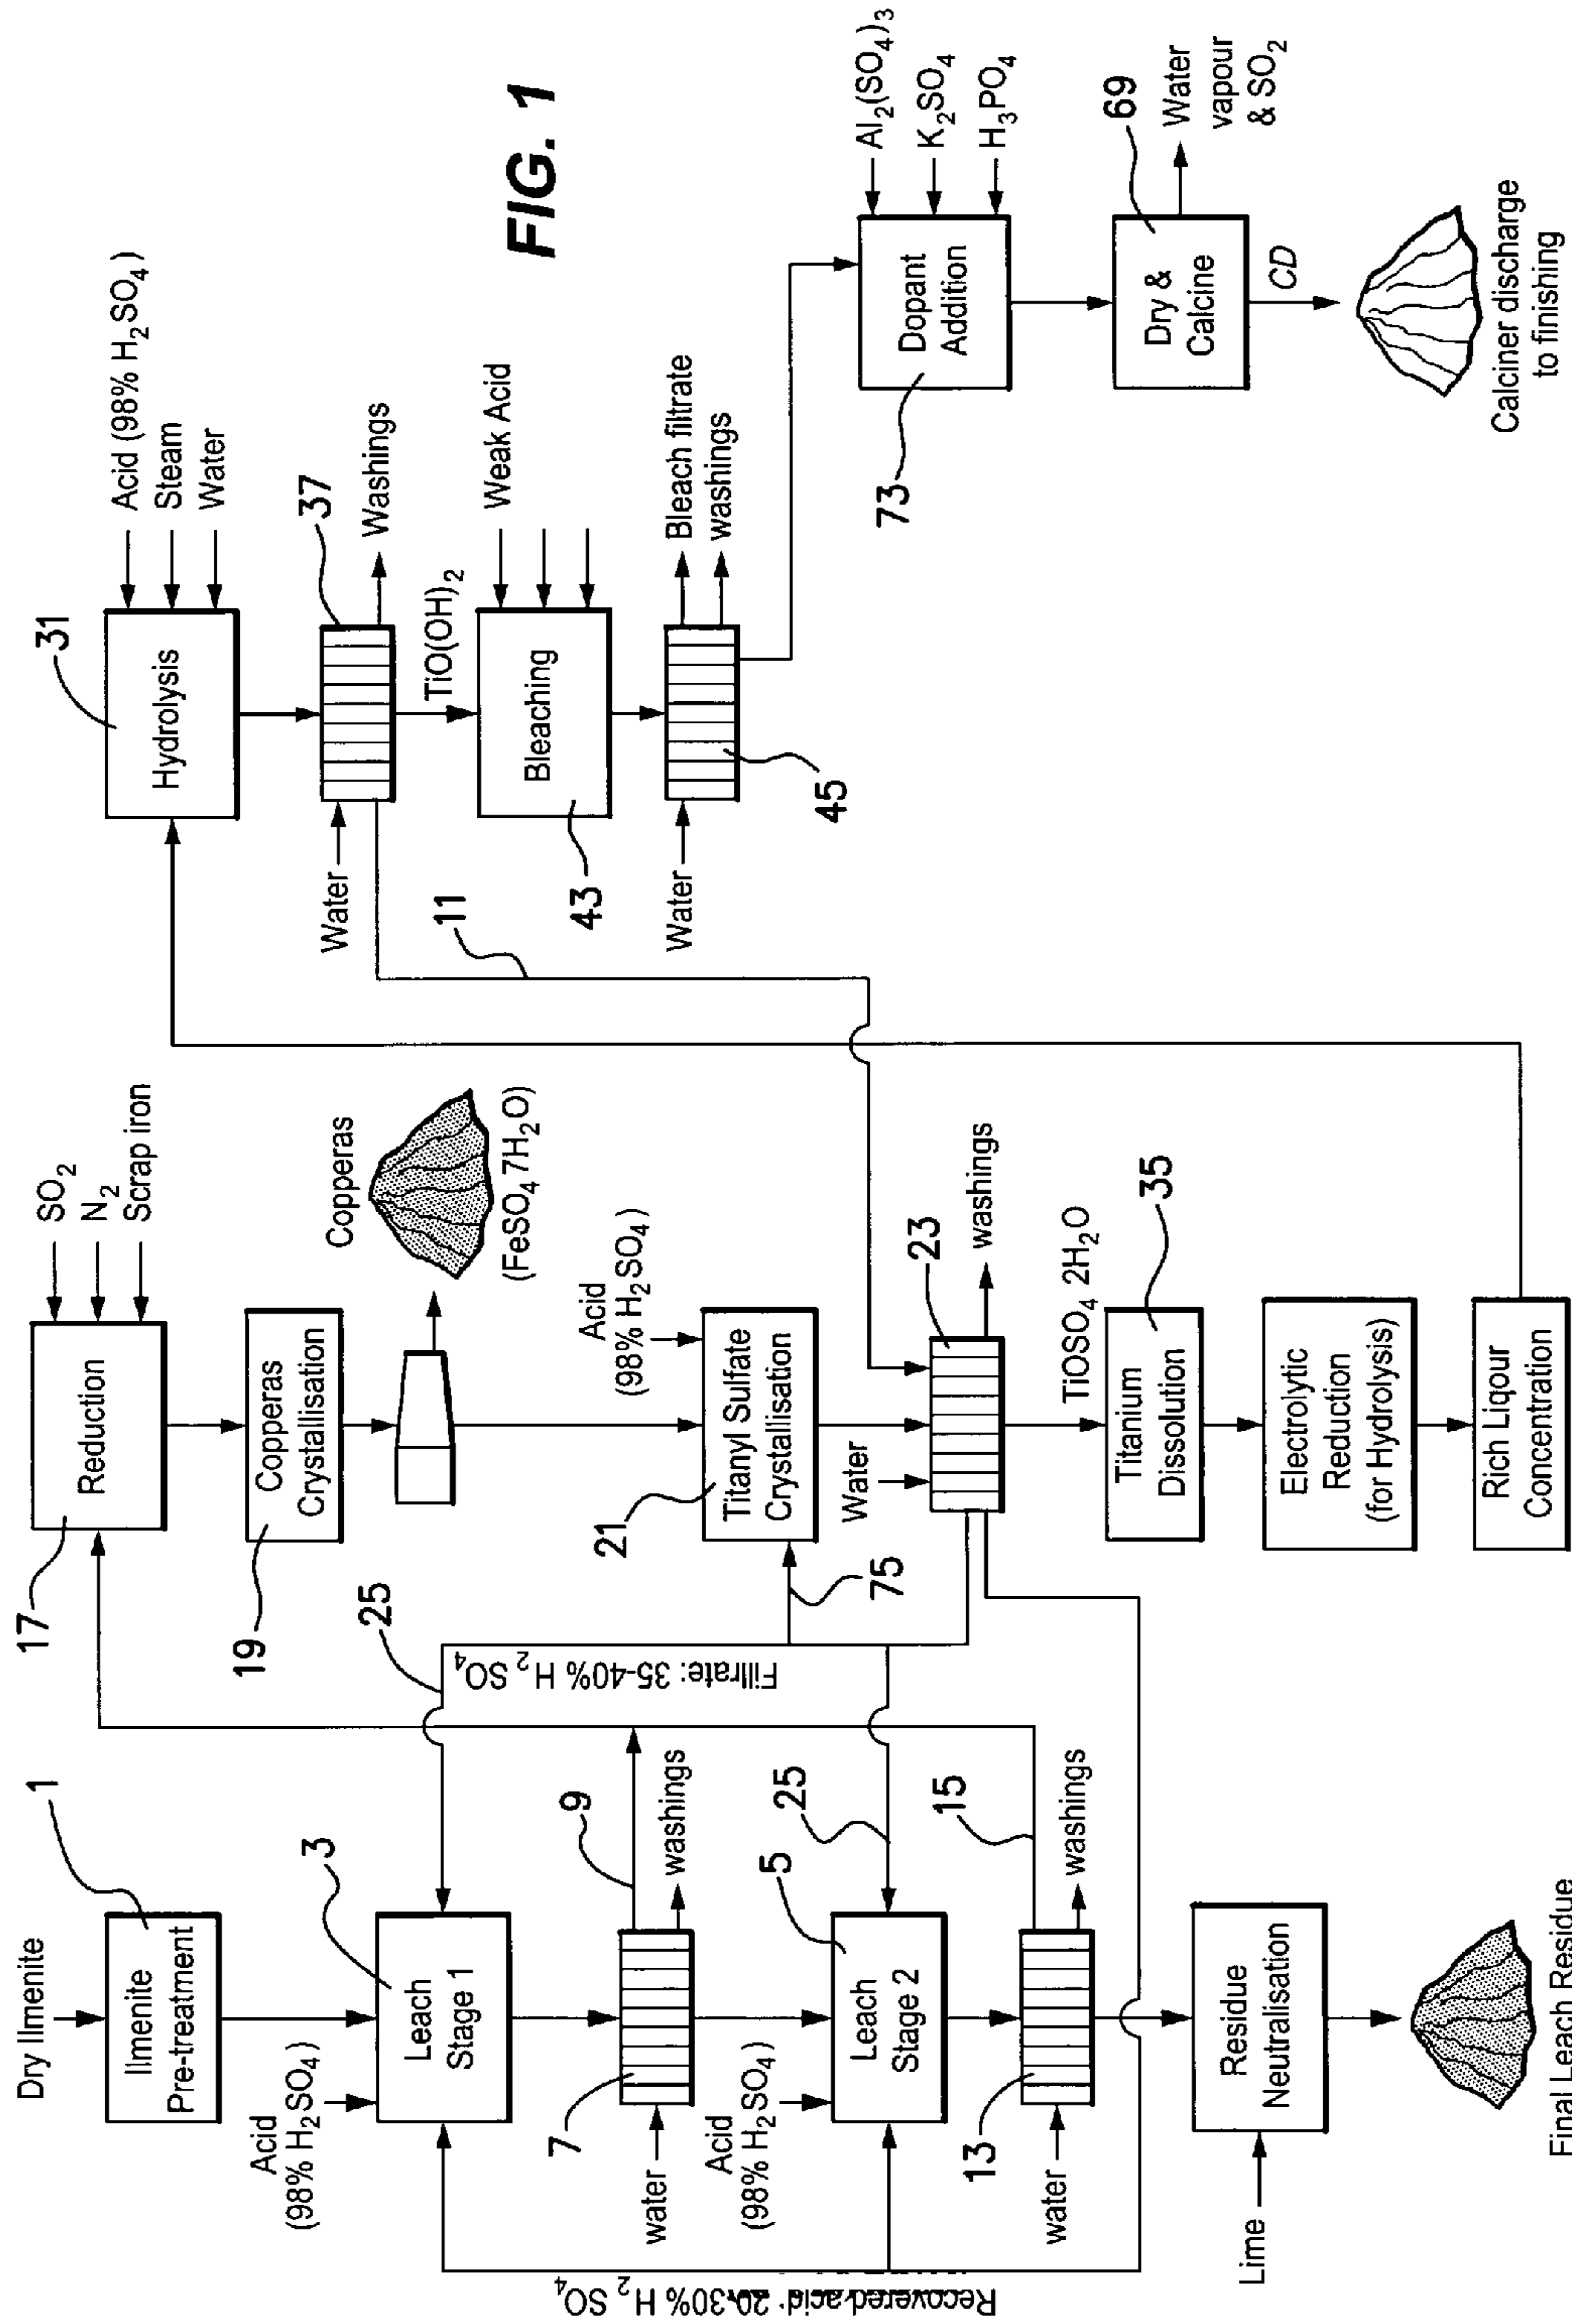 FIG. 1
Dry Ilmenite
1
Ilmenite
Pre-treatment
Acid
(98% H2SO4)
3
Leach
Stage 1
25
9
7
water
washings
Acid
(98% H2SO4)
5
Leach
Stage 2
25
15
13
water
washings
Lime
Residue
Neutralisation
Final Leach Residue
Recovered acid: 20-30% H2SO4
Fillrate: 35-40% H2SO4
SO2
N2
Scrap iron
17
Reduction
19
Copperas
Crystallisation
Copperas
(FeSO4 7H2O)
Acid
(98% H2SO4)
21
Titanyl Sulfate
Crystallisation
75
Water
23
washings
TiOSO4 2H2O
35
Titanium
Dissolution
Electrolytic
Reduction
(for Hydrolysis)
Rich Liqour
Concentration
31
Hydrolysis
Acid (98% H2SO4)
Steam
Water
37
Water
Washings
11
TiO(OH)2
43
Bleaching
Weak Acid
Water
45
Bleach filtrate
washings
73
Dopant
Addition
Al2(SO4)3
K2SO4
H3PO4
69
Dry &
Calcine
Water
vapour
& SO2
CD
Calciner discharge
to finishing